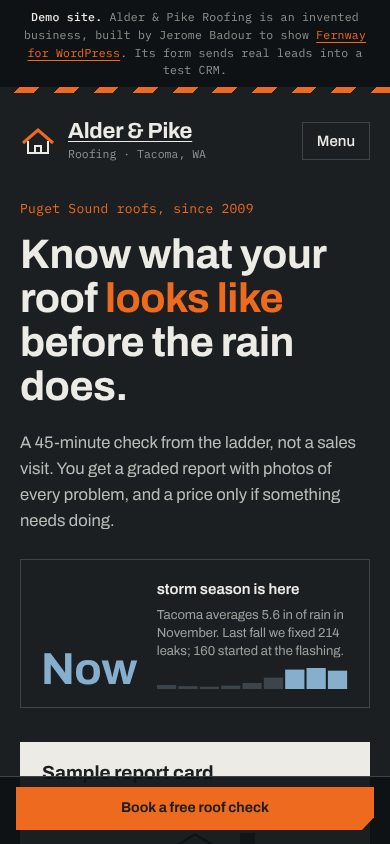 Demo site. Alder & Pike Roofing is an invented
business, built by Jerome Badour to show Fernway
for WordPress. Its form sends real leads into a
test CRM.
Alder & Pike
Roofing · Tacoma, WA
Menu
Puget Sound roofs, since 2009
Know what your
roof looks like
before the rain
does.
A 45-minute check from the ladder, not a sales
visit. You get a graded report with photos of
every problem, and a price only if something
needs doing.
Now
storm season is here
Tacoma averages 5.6 in of rain in
November. Last fall we fixed 214
leaks; 160 started at the flashing.
Sample report card
Book a free roof check